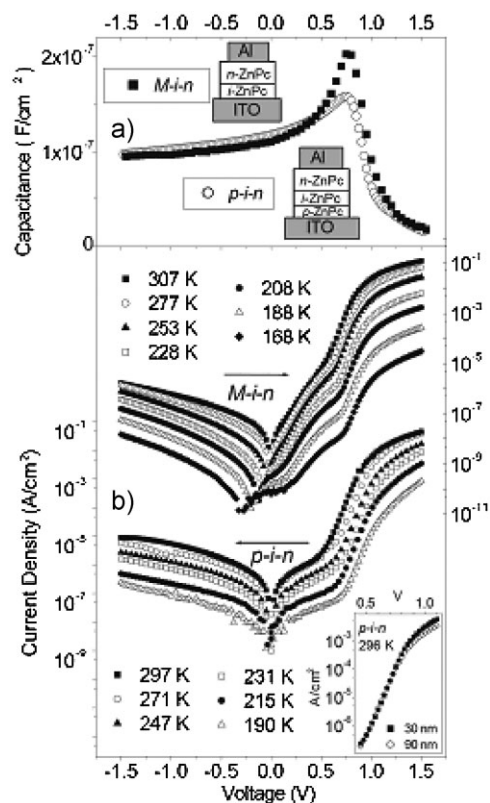 -1.5 -1.0 -0.5 0.0 0.5 1.0 1.5
2x10⁻⁷
1x10⁻⁷
0
Capacitance ( F/cm ²)
M-i-n
Al
n-ZnPc
i-ZnPc
ITO
a)
p-i-n
Al
n-ZnPc
i-ZnPc
p-ZnPc
ITO
307 K
277 K
253 K
228 K
208 K
188 K
168 K
M-i-n
10⁻¹
10⁻³
10⁻⁵
10⁻⁷
10⁻⁹
10⁻¹¹
b)
p-i-n
10⁻¹
10⁻³
10⁻⁵
10⁻⁷
10⁻⁹
Current Density (A/cm²)
297 K
271 K
247 K
231 K
215 K
190 K
0.5 V 1.0
p-i-n
296 K
10⁻³
10⁻⁴
10⁻⁵
10⁻⁶
A/cm²
30 nm
90 nm
-1.5 -1.0 -0.5 0.0 0.5 1.0 1.5
Voltage (V)